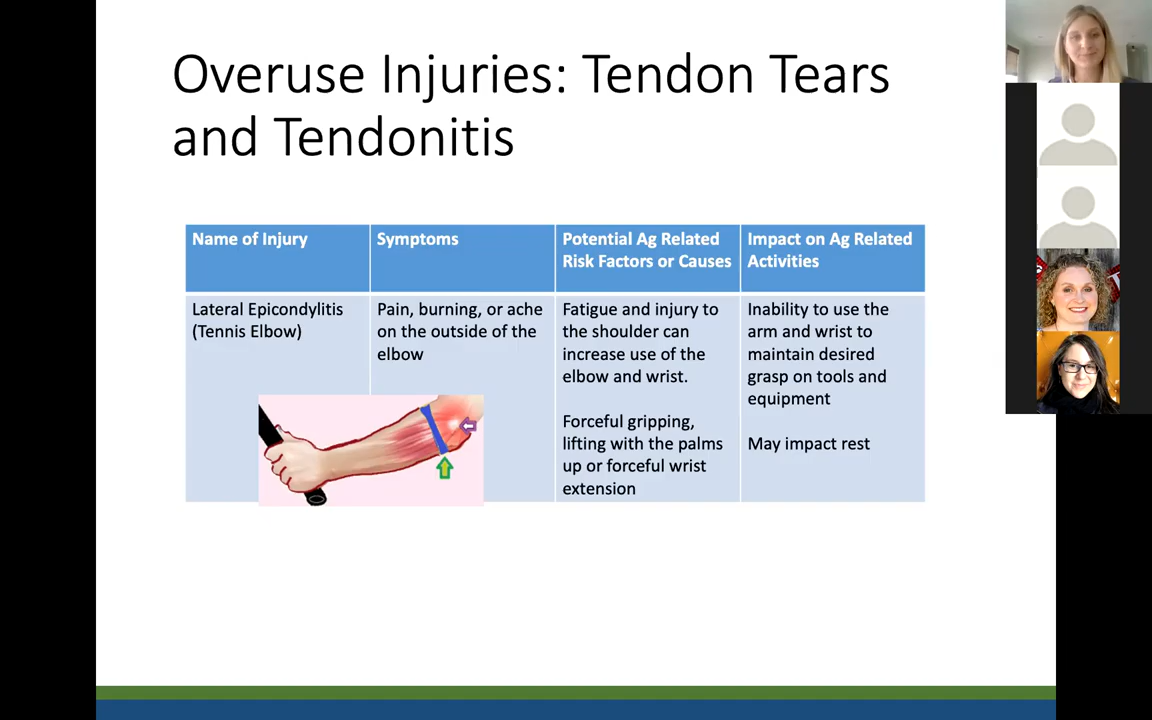 Overuse Injuries: Tendon Tears
and Tendonitis
Name of Injury
Symptoms
Potential Ag Related
Risk Factors or Causes
Impact on Ag Related
Activities
Lateral Epicondylitis
(Tennis Elbow)
Pain, burning, or ache
on the outside of the
elbow
Fatigue and injury to
the shoulder can
increase use of the
elbow and wrist.
Forceful gripping,
lifting with the palms
up or forceful wrist
extension
Inability to use the
arm and wrist to
maintain desired
grasp on tools and
equipment
May impact rest